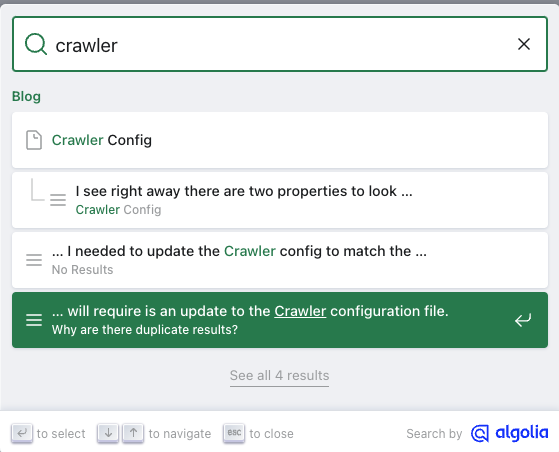 crawler
Blog
Crawler Config
I see right away there are two properties to look ...
Crawler Config
... I needed to update the Crawler config to match the ...
No Results
... will require is an update to the Crawler configuration file.
Why are there duplicate results?
See all 4 results
to select to navigate esc to close Search by algolia